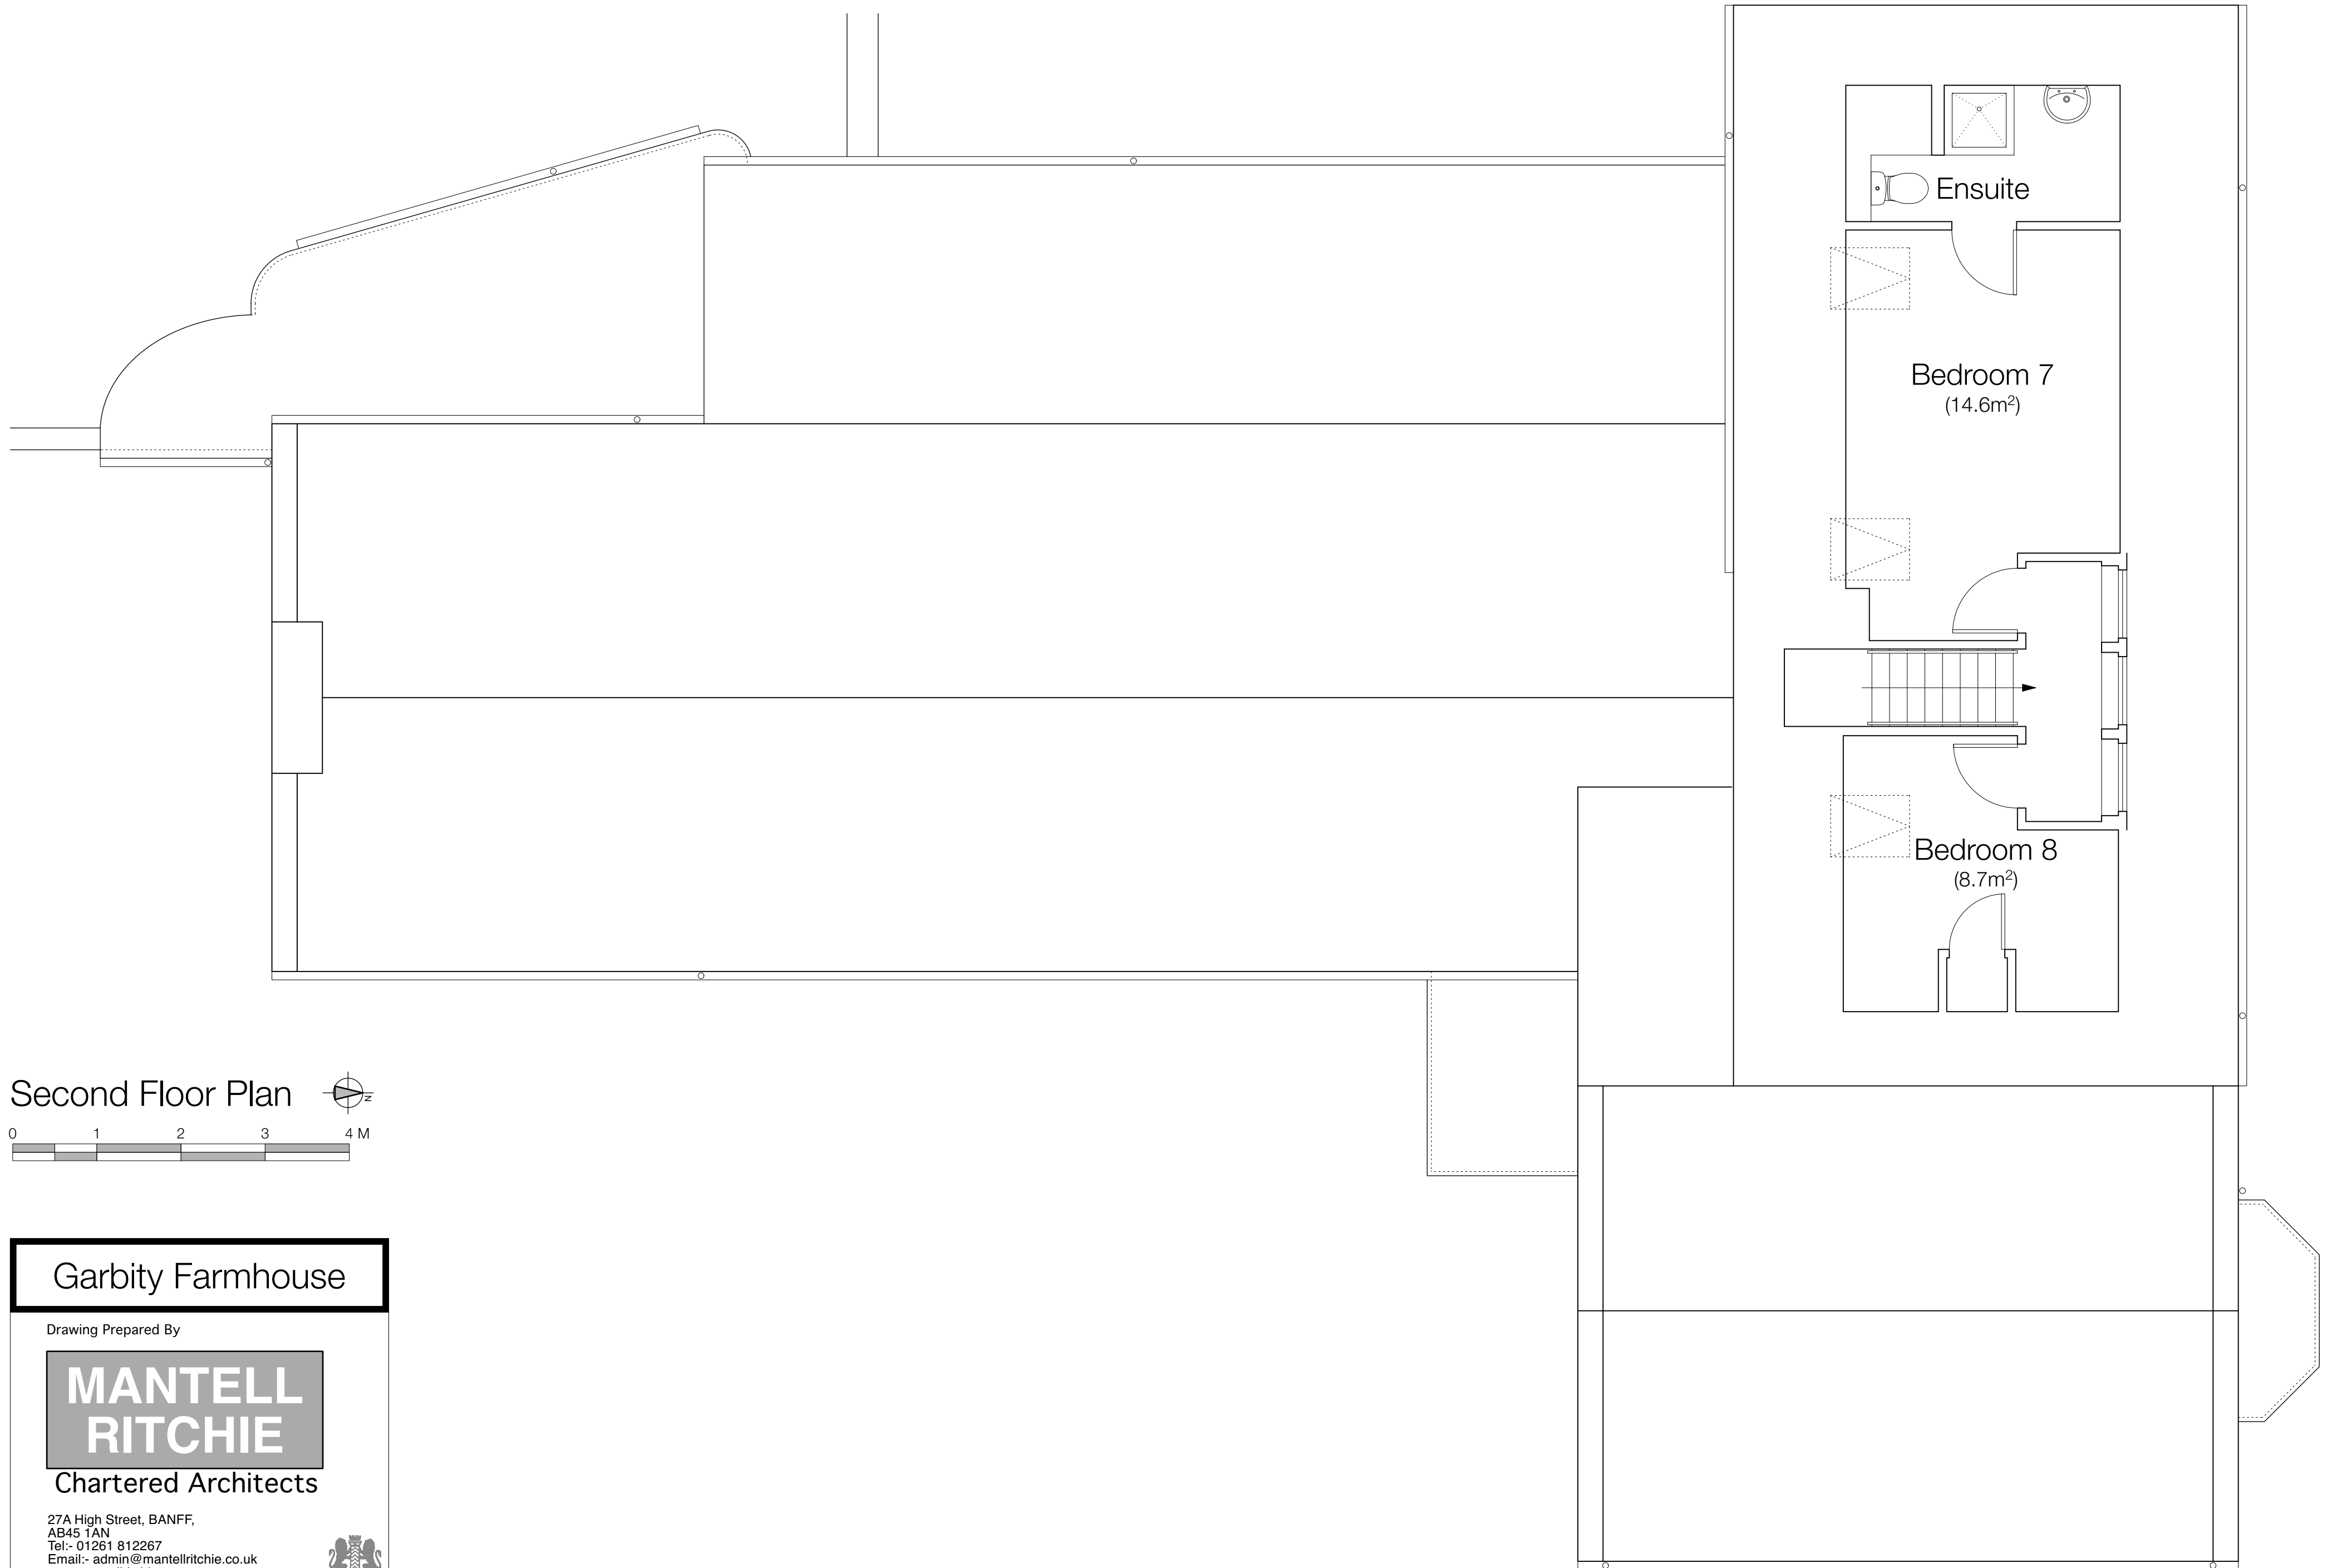 Ensuite
Bedroom 7
(14.6m²)
Bedroom 8
(8.7m²)
Second Floor Plan
N
0 1 2 3 4 M
Garbity Farmhouse
Drawing Prepared By
MANTELL
RITCHIE
Chartered Architects
27A High Street, BANFF,
AB45 1AN
Tel:- 01261 812267
Email:- admin@mantellritchie.co.uk